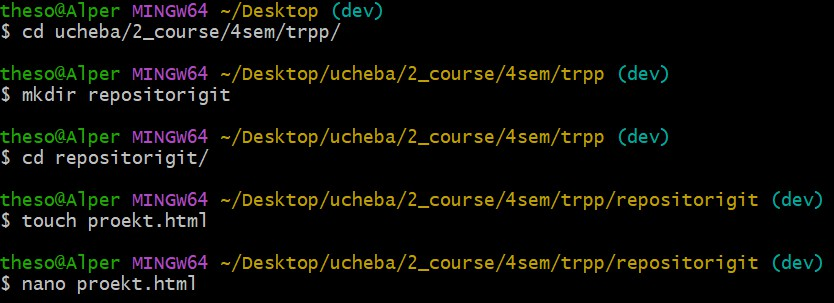 theso@Alper MINGW64 ~/Desktop (dev)
$ cd ucheba/2_course/4sem/trpp/
theso@Alper MINGW64 ~/Desktop/ucheba/2_course/4sem/trpp (dev)
$ mkdir repositorigit
theso@Alper MINGW64 ~/Desktop/ucheba/2_course/4sem/trpp (dev)
$ cd repositorigit/
theso@Alper MINGW64 ~/Desktop/ucheba/2_course/4sem/trpp/repositorigit (dev)
$ touch proekt.html
theso@Alper MINGW64 ~/Desktop/ucheba/2_course/4sem/trpp/repositorigit (dev)
$ nano proekt.html